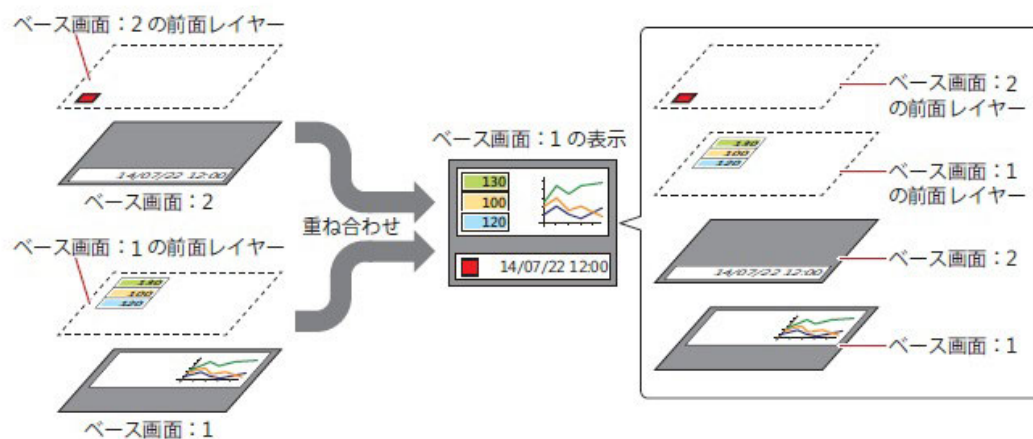 ベース画面：2 の前面レイヤー
14/07/22 12:00
ベース画面：2
ベース画面：1 の前面レイヤー
130
100
120
ベース画面：1
重ね合わせ
ベース画面：1 の表示
130
100
120
14/07/22 12:00
ベース画面：2
の前面レイヤー
130
100
120
ベース画面：1
の前面レイヤー
14/07/22 12:00
ベース画面：2
ベース画面：1